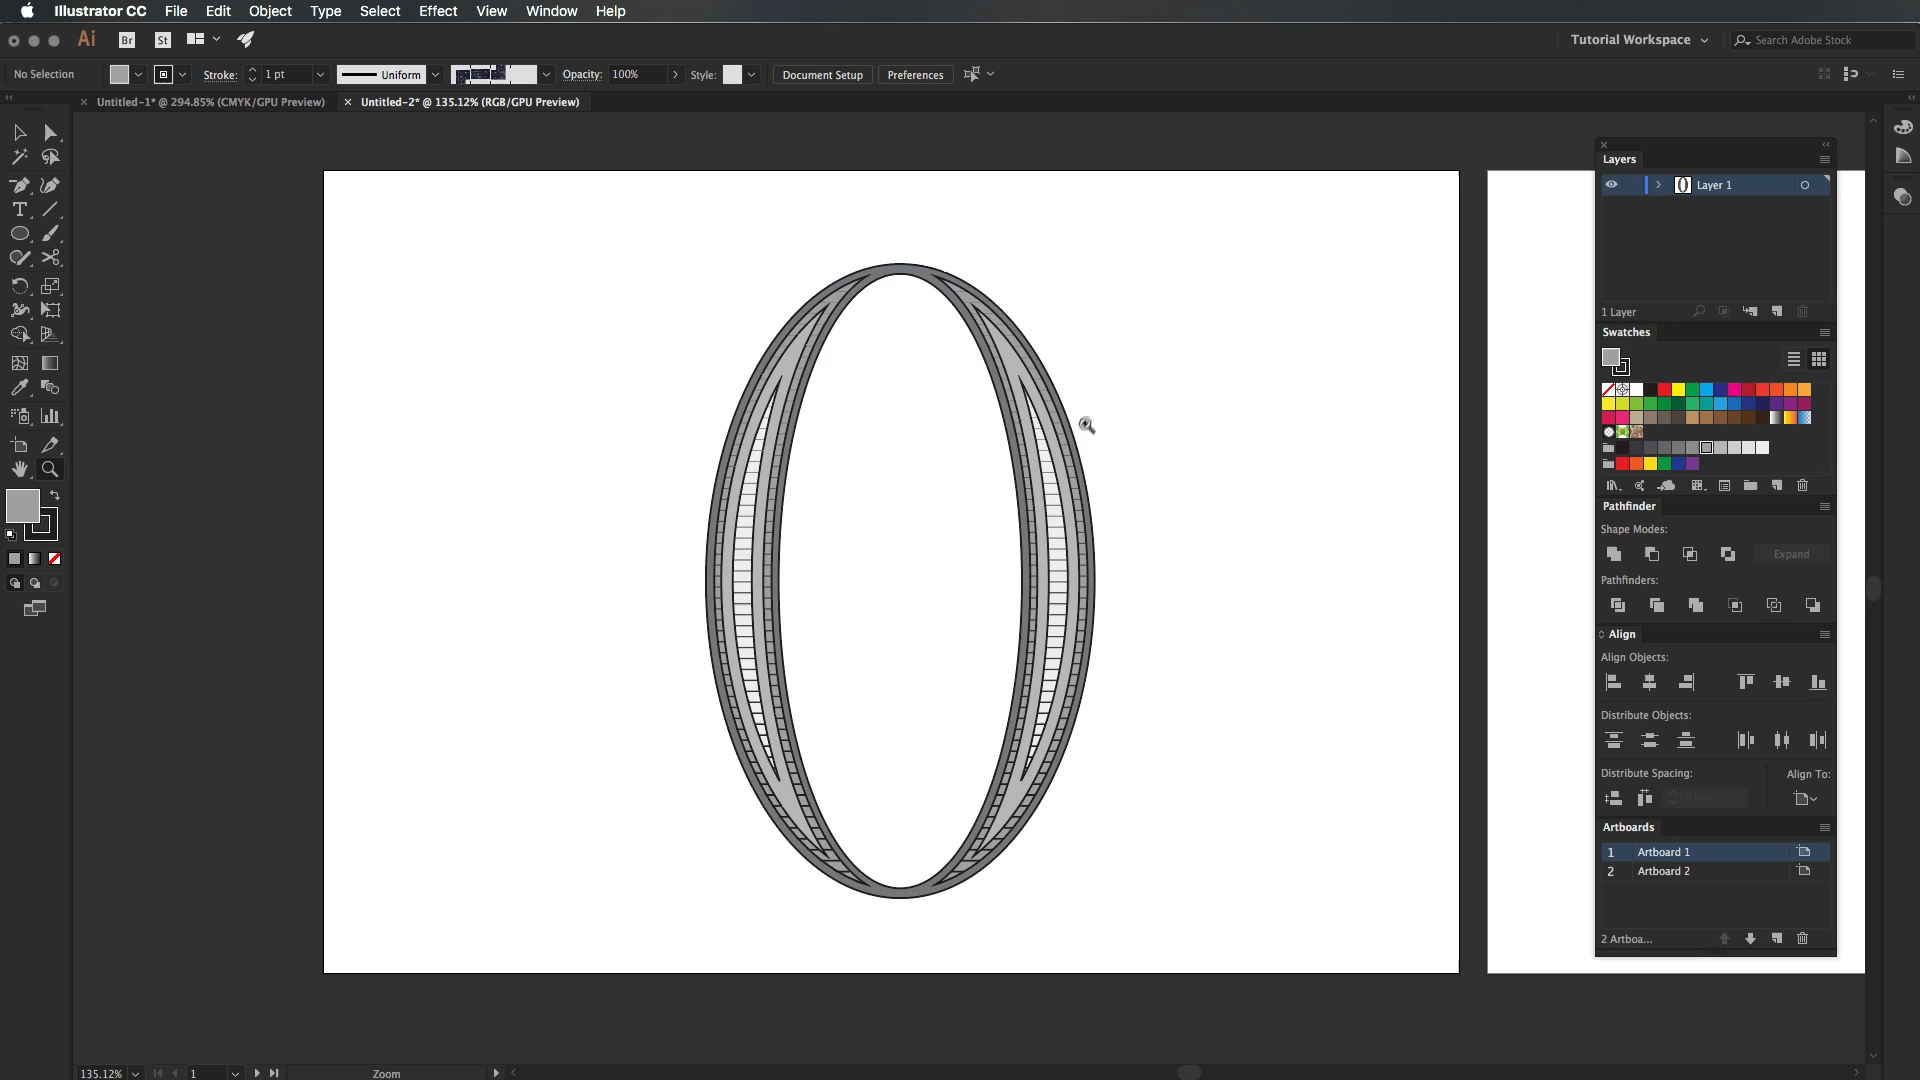 Illustrator CC File Edit Object Type Select Effect View Window Help
Ai Br St Tutorial Workspace Search Adobe Stock
No Selection Stroke: 1 pt Uniform Opacity: 100% Style: Document Setup Preferences
Untitled-1* @ 294.85% (CMYK/GPU Preview) Untitled-2* @ 135.12% (RGB/GPU Preview)
Layers
Layer 1
1 Layer
Swatches
Pathfinder
Shape Modes:
Expand
Pathfinders:
Align
Align Objects:
Distribute Objects:
Distribute Spacing: Align To:
0 mm
Artboards
1 Artboard 1
2 Artboard 2
2 Artboa...
135.12% 1 Zoom